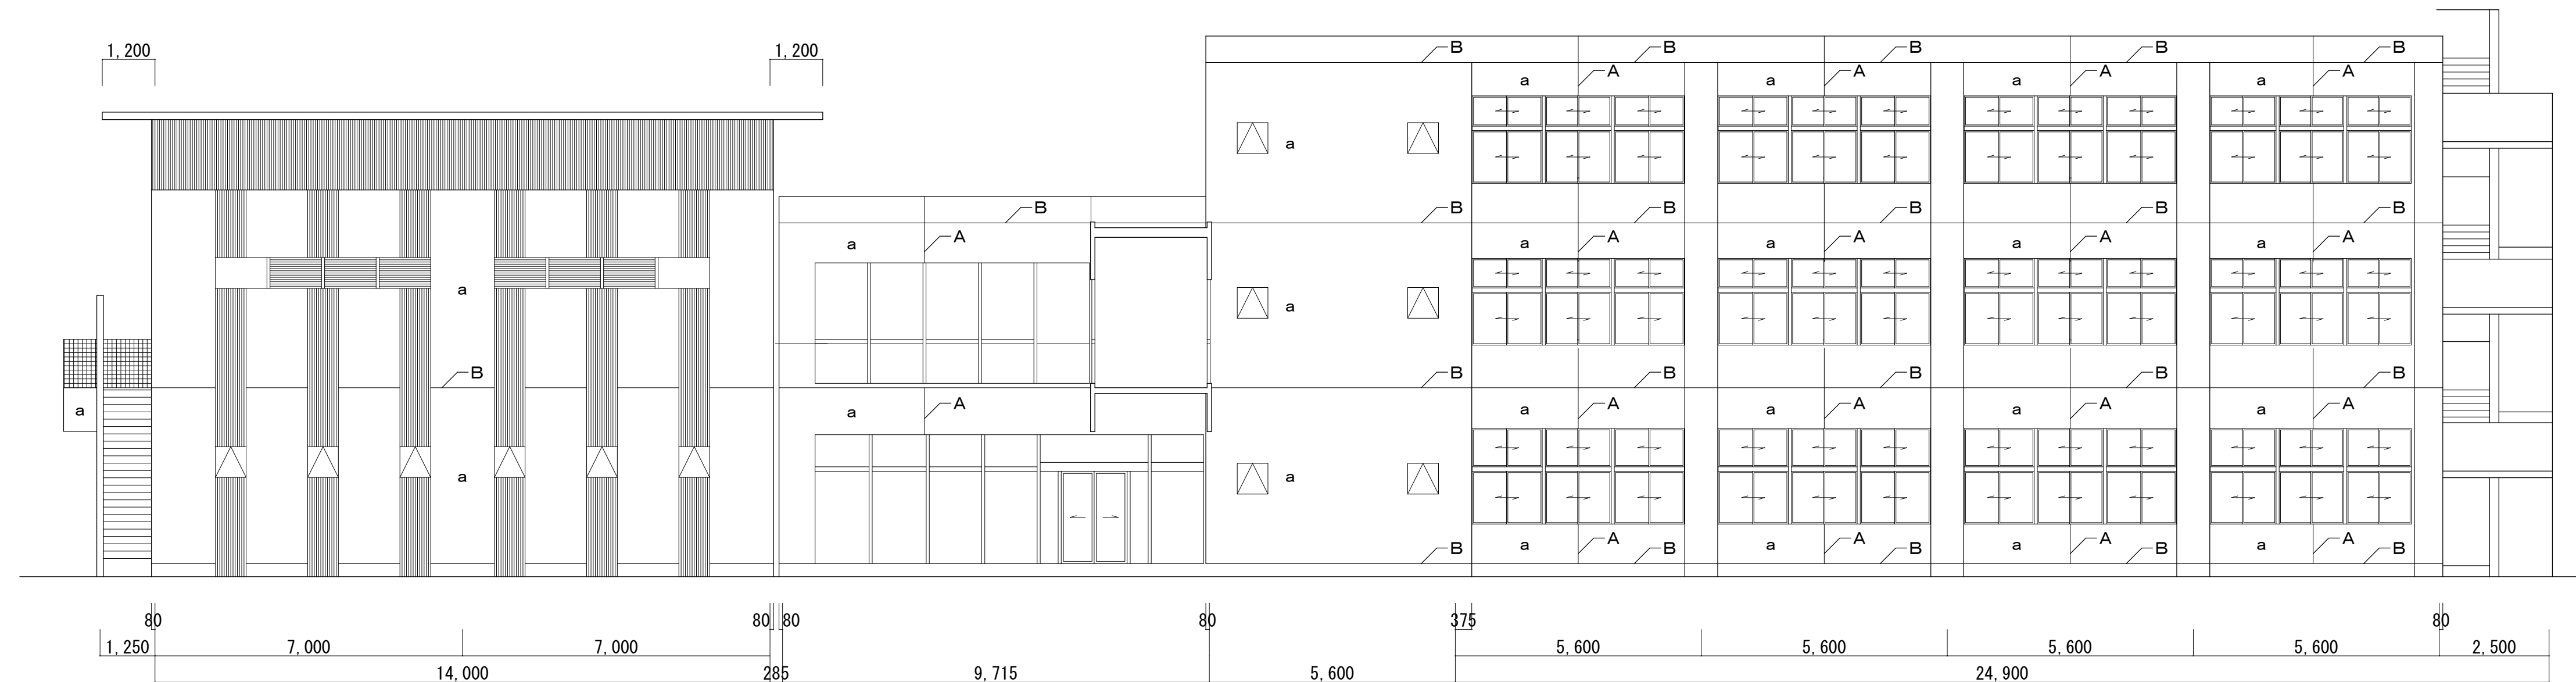 1,200 1,200
B B B B B
a A a A a A a A
a
B B B B B B
a A a A a A a A a A
a a
B B B B B B
a a A a A a A a A a A
a a
a A a A a A a A
B B B B B
80 80 80 80 375 80
1,250 7,000 7,000 5,600 5,600 5,600 5,600 2,500
14,000 285 9,715 5,600 24,900